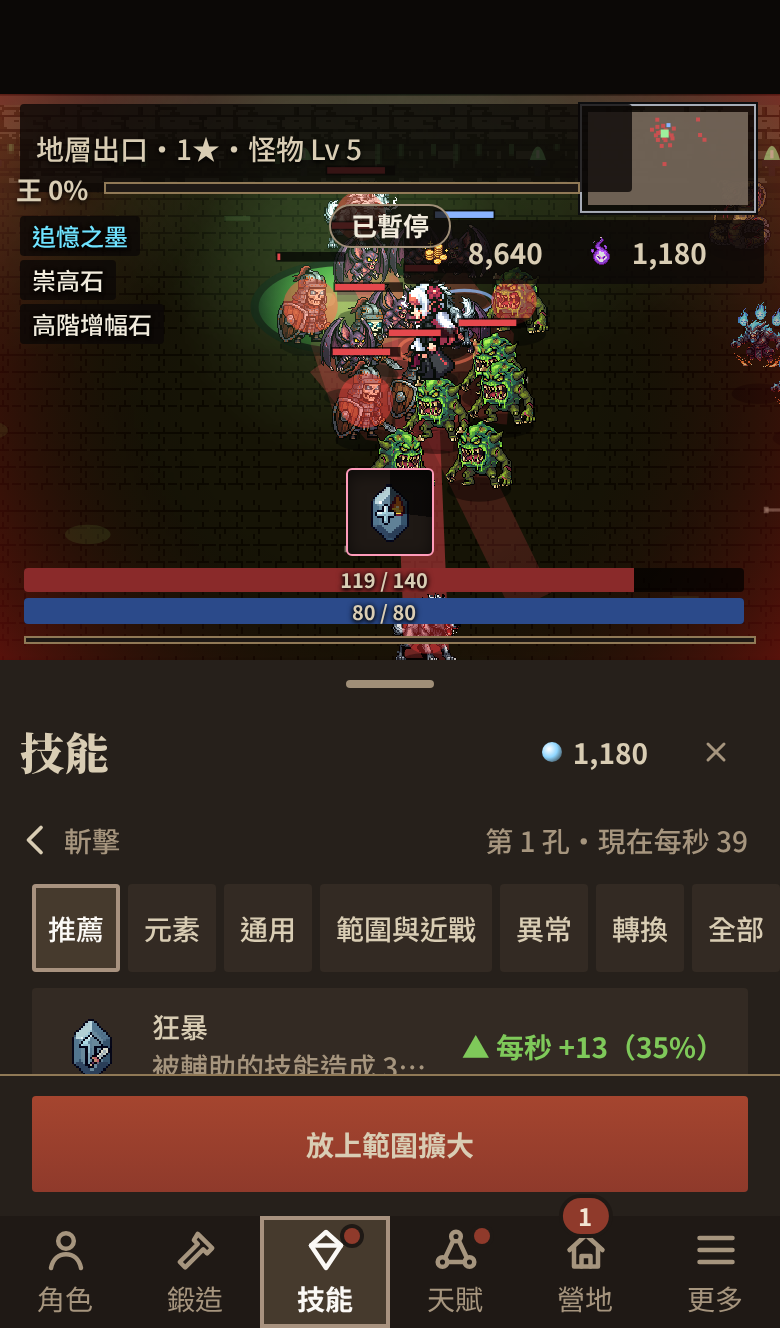 地層出口・1★・怪物 Lv 5
王 0%
已暫停
追憶之墨
8,640
1,180
崇高石
高階增幅石
119 / 140
80 / 80
技能
1,180
斬擊
第 1 孔・現在每秒 39
推薦
元素
通用
範圍與近戰
異常
轉換
全部
狂暴
▲ 每秒 +13（35%）
被輔助的技能造成 3…
放上範圍擴大
1
角色
鍛造
技能
天賦
營地
更多